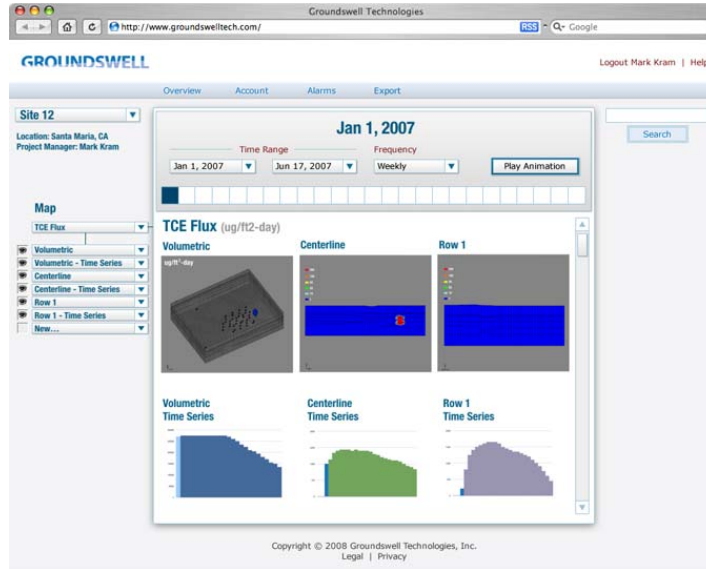 Groundswell Technologies
http://www.groundswelltech.com/
RSS
Q- Google
GROUNDSWELL
Logout Mark Kram | Help
Overview Account Alarms Export
Site 12
Location: Santa Maria, CA
Project Manager: Mark Kram
Jan 1, 2007
Time Range Frequency
Jan 1, 2007 Jun 17, 2007 Weekly Play Animation
Search
Map
TCE Flux
Volumetric
Volumetric - Time Series
Centerline
Centerline - Time Series
Row 1
Row 1 - Time Series
New...
TCE Flux (ug/ft2-day)
Volumetric Centerline Row 1
ug/ft²-day
Volumetric
Time Series
Centerline
Time Series
Row 1
Time Series
Copyright © 2008 Groundswell Technologies, Inc.
Legal | Privacy